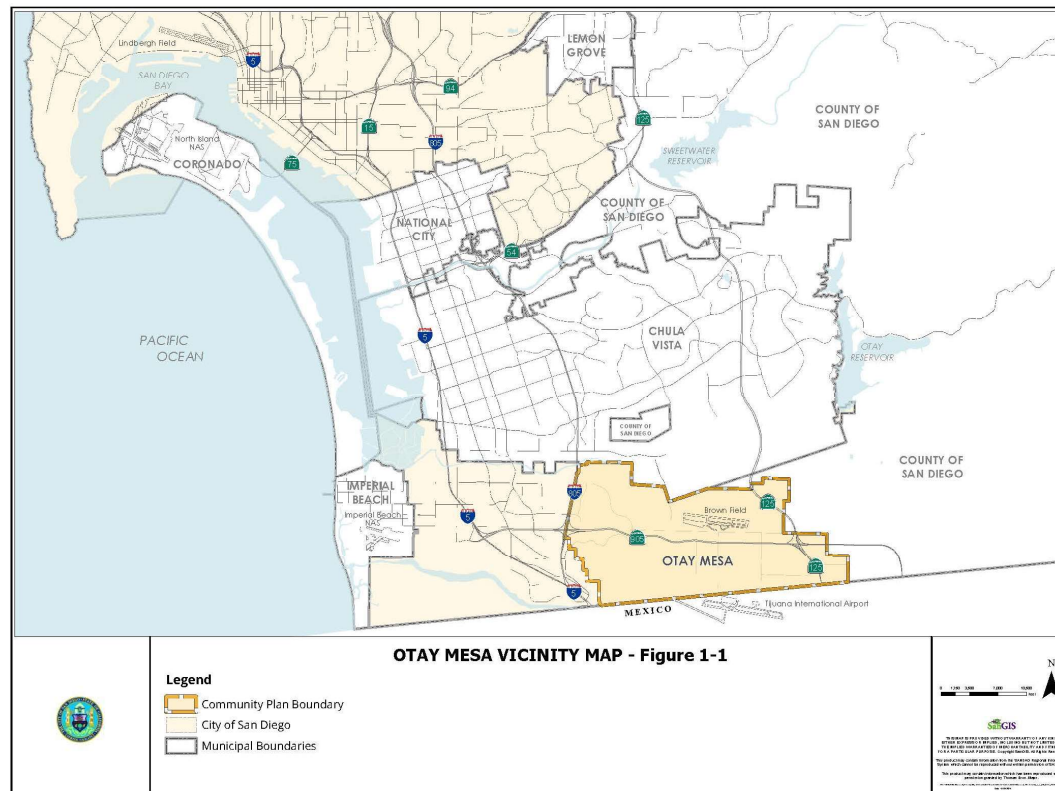 Lindbergh Field
SAN DIEGO
BAY
North Island
NAS
CORONADO
5
94
15
805
75
LEMON
GROVE
125
COUNTY OF
SAN DIEGO
SWEETWATER
RESERVOIR
COUNTY OF
SAN DIEGO
NATIONAL
CITY
54
PACIFIC
OCEAN
5
CHULA
VISTA
OTAY
RESERVOIR
COUNTY OF
SAN DIEGO
COUNTY OF
SAN DIEGO
IMPERIAL
BEACH
Imperial Beach
NAS
5
805
Brown Field
125
905
OTAY MESA
125
5
MEXICO
Tijuana International Airport
OTAY MESA VICINITY MAP - Figure 1-1
Legend
Community Plan Boundary
City of San Diego
Municipal Boundaries
N
SanGIS